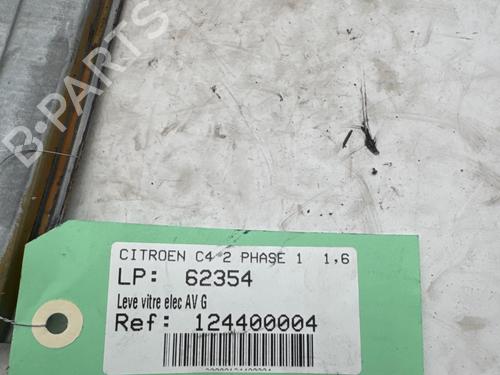 B-PARTS
CITROEN C4 2 PHASE 1 1,6
LP: 62354
Leve vitre elec AV G
Ref: 124400004